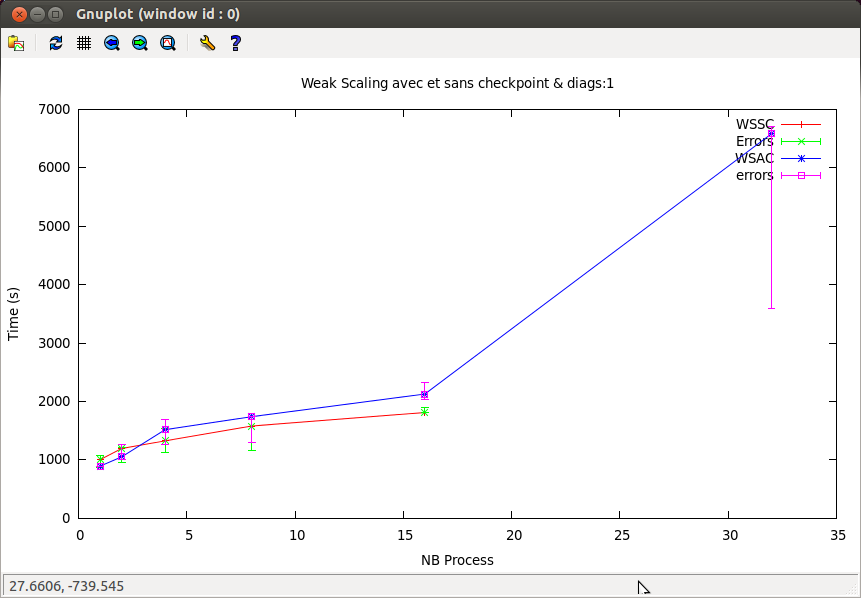 Gnuplot (window id : 0)
Weak Scaling avec et sans checkpoint & diags:1
7000
6000
5000
4000
3000
2000
1000
0
Time (s)
WSSC
Errors
WSAC
errors
0 5 10 15 20 25 30 35
NB Process
27.6606, -739.545